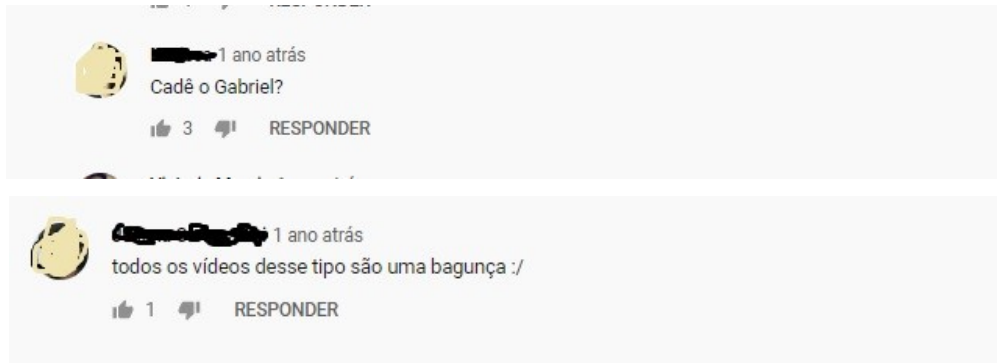 1 ano atrás
Cadê o Gabriel?
3 RESPONDER
1 ano atrás
todos os vídeos desse tipo são uma bagunça :/
1 RESPONDER